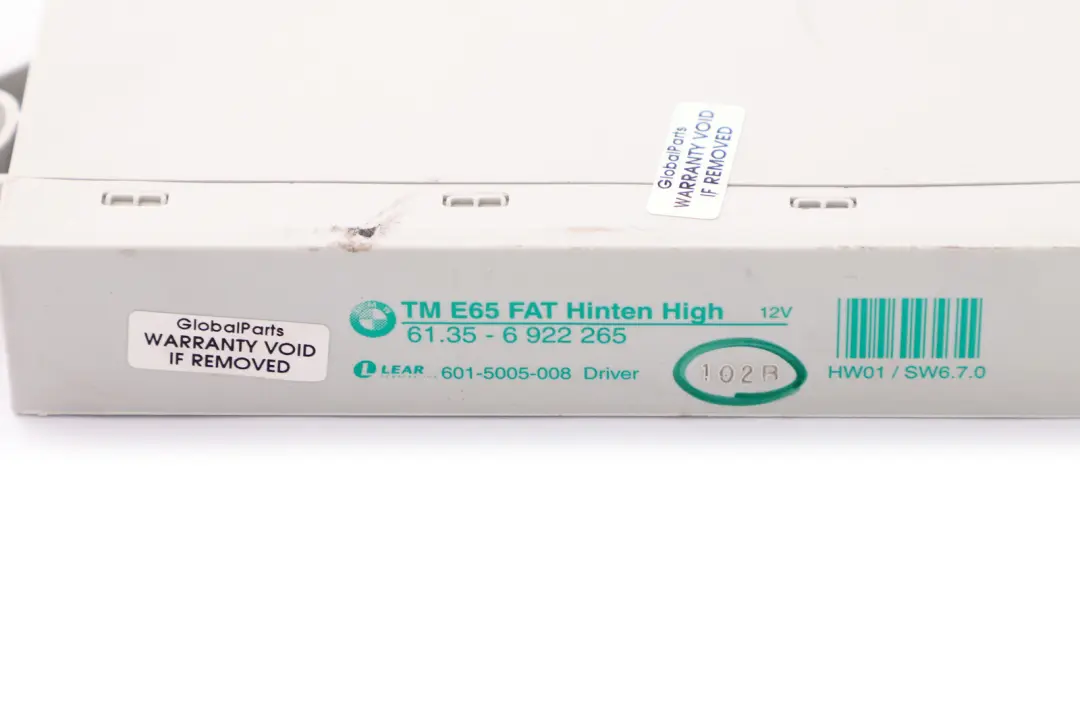 GlobalParts
WARRANTY VOID
IF REMOVED
TM E65 FAT Hinten High 12V
61.35 - 6 922 265
LEAR 601-5005-008 Driver
102R
HW01 / SW6.7.0
GlobalParts
WARRANTY VOID
IF REMOVED